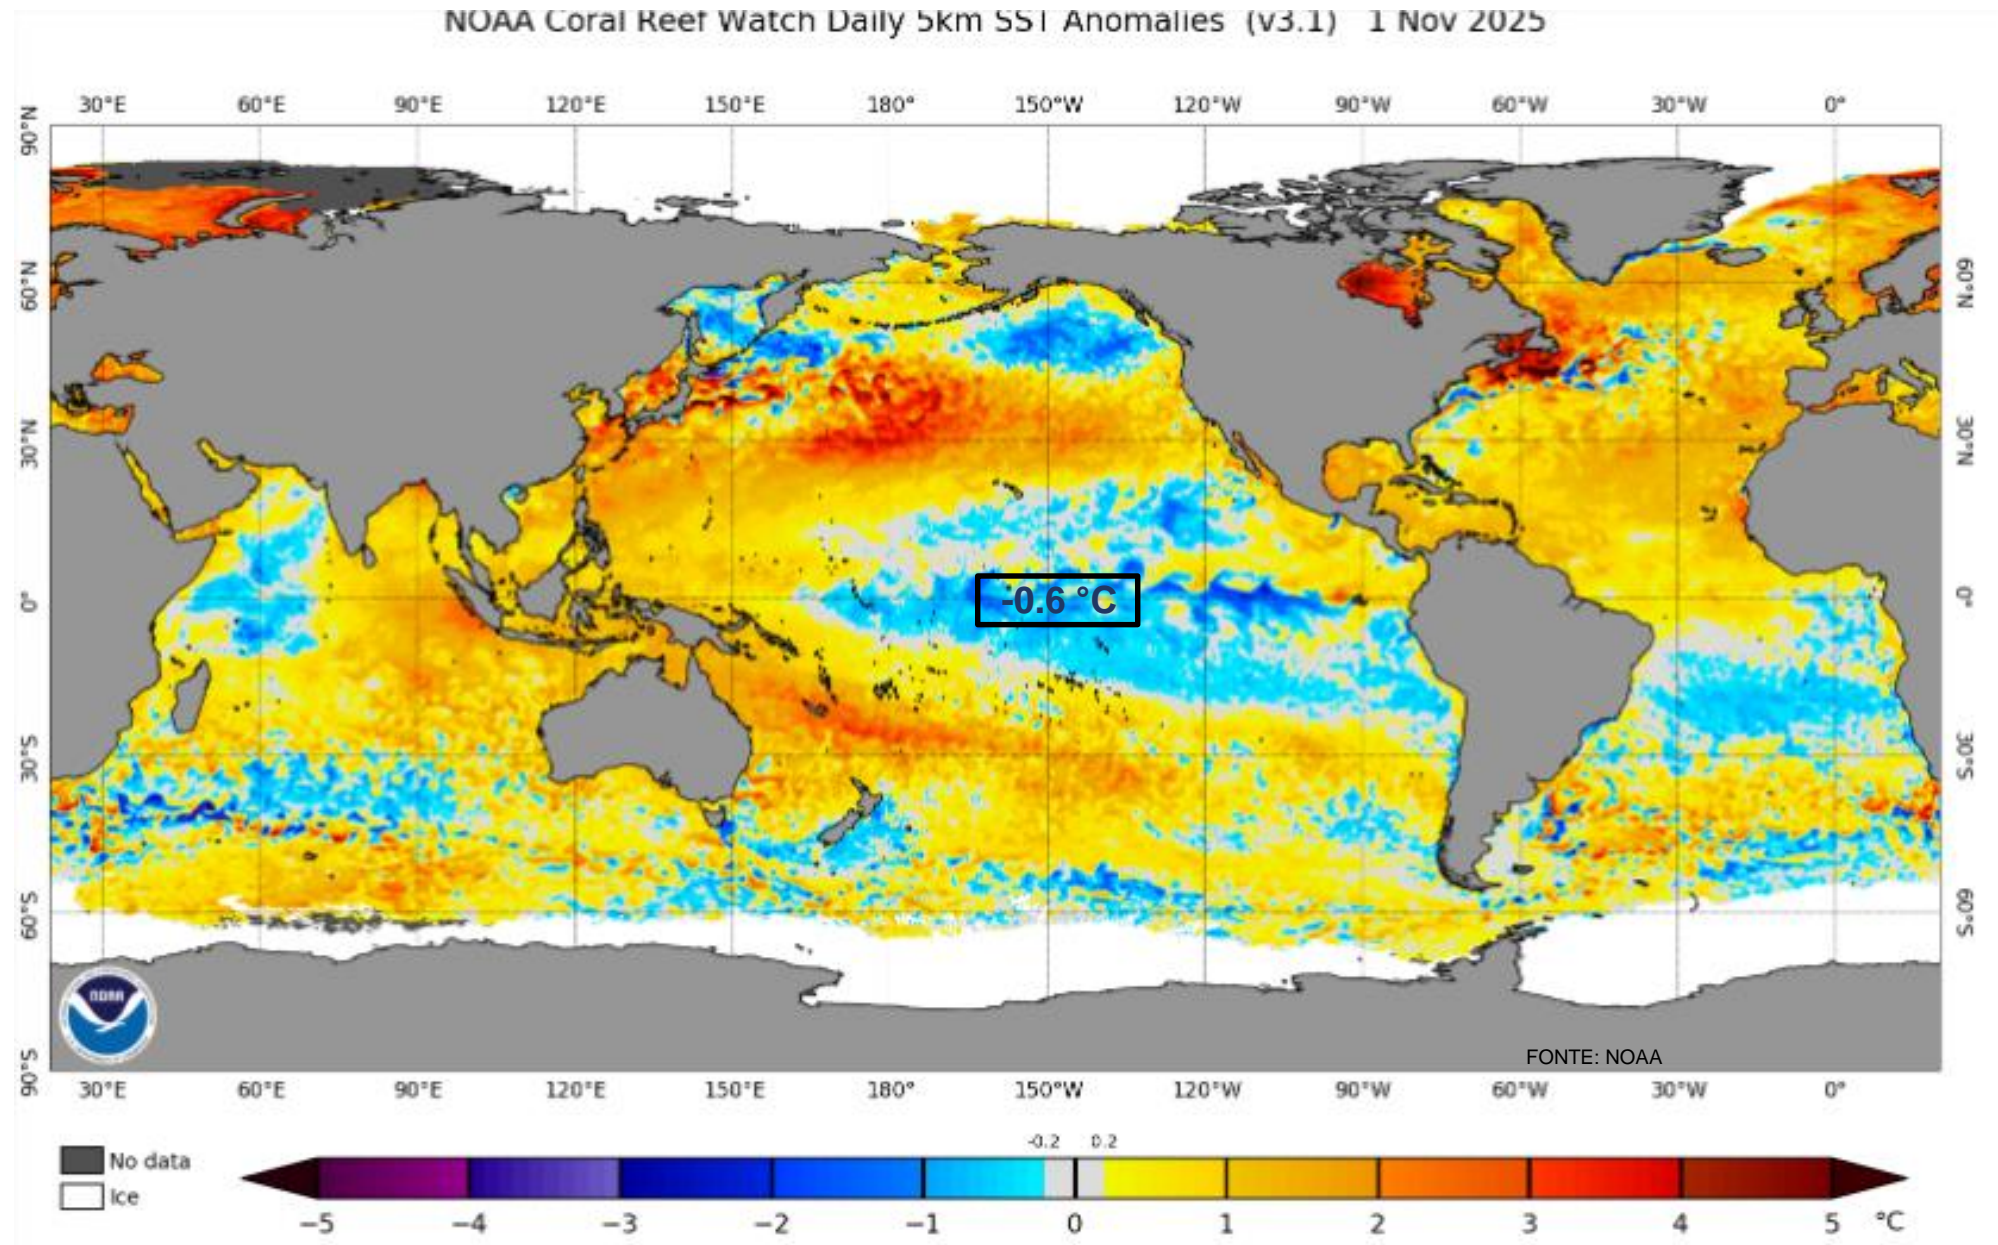 NOAA Coral Reef Watch Daily 5km SST Anomalies (v3.1) 1 Nov 2025
30°E 60°E 90°E 120°E 150°E 180° 150°W 120°W 90°W 60°W 30°W 0°
90°N
60°N 60°N
30°N 30°N
0° 0°
-0.6 °C
30°S 30°S
60°S 60°S
90°S
NOAA
FONTE: NOAA
30°E 60°E 90°E 120°E 150°E 180° 150°W 120°W 90°W 60°W 30°W 0°
-0.2 0.2
No data
Ice
−5 −4 −3 −2 −1 0 1 2 3 4 5 °C